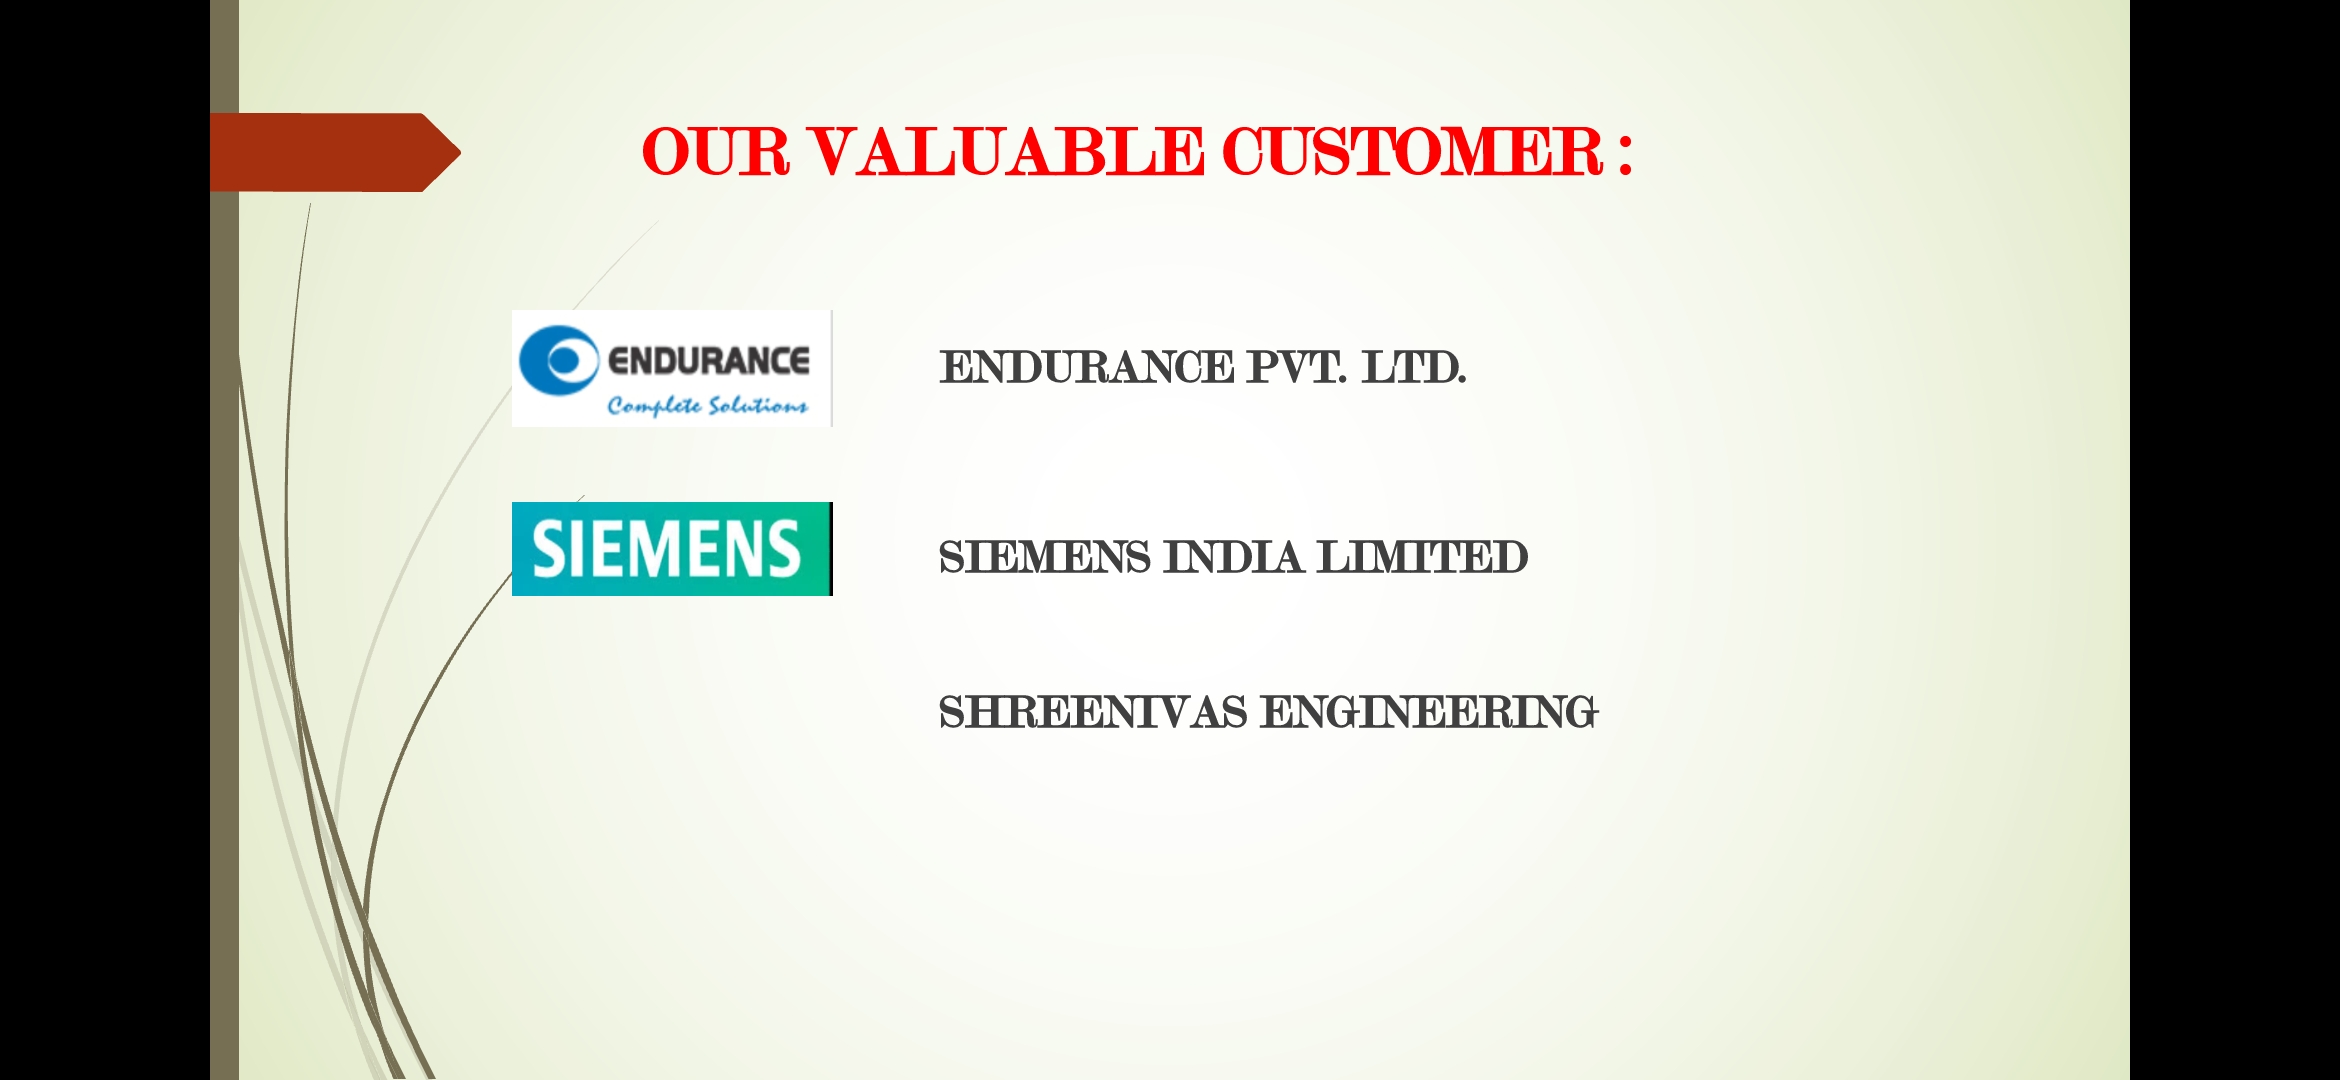 OUR VALUABLE CUSTOMER :
ENDURANCE
Complete Solutions
ENDURANCE PVT. LTD.
SIEMENS
SIEMENS INDIA LIMITED
SHREENIVAS ENGINEERING